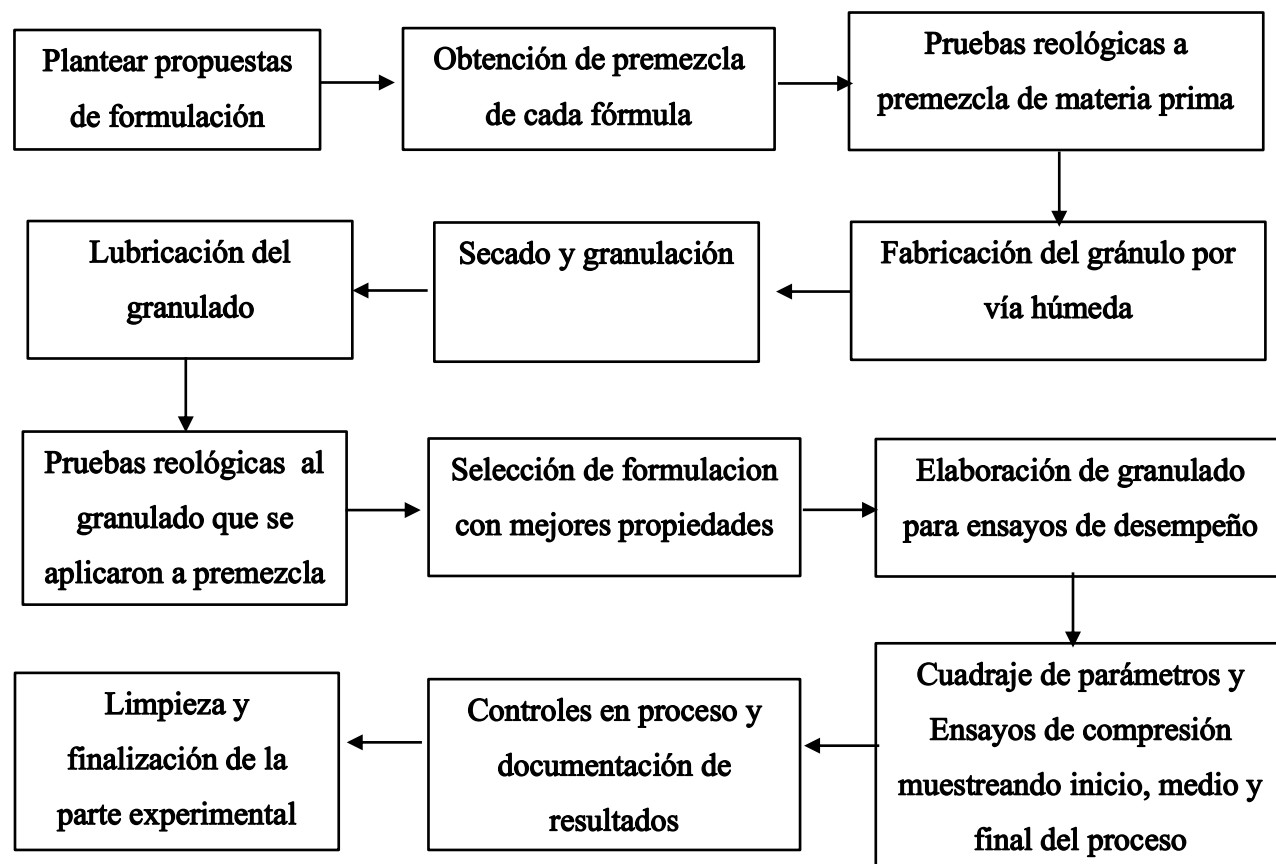 Plantear propuestas
de formulación
Obtención de premezcla
de cada fórmula
Pruebas reológicas a
premezcla de materia prima
Fabricación del gránulo por
vía húmeda
Secado y granulación
Lubricación del
granulado
Pruebas reológicas al
granulado que se
aplicaron a premezcla
Selección de formulacion
con mejores propiedades
Elaboración de granulado
para ensayos de desempeño
Cuadraje de parámetros y
Ensayos de compresión
muestreando inicio, medio y
final del proceso
Controles en proceso y
documentación de
resultados
Limpieza y
finalización de la
parte experimental